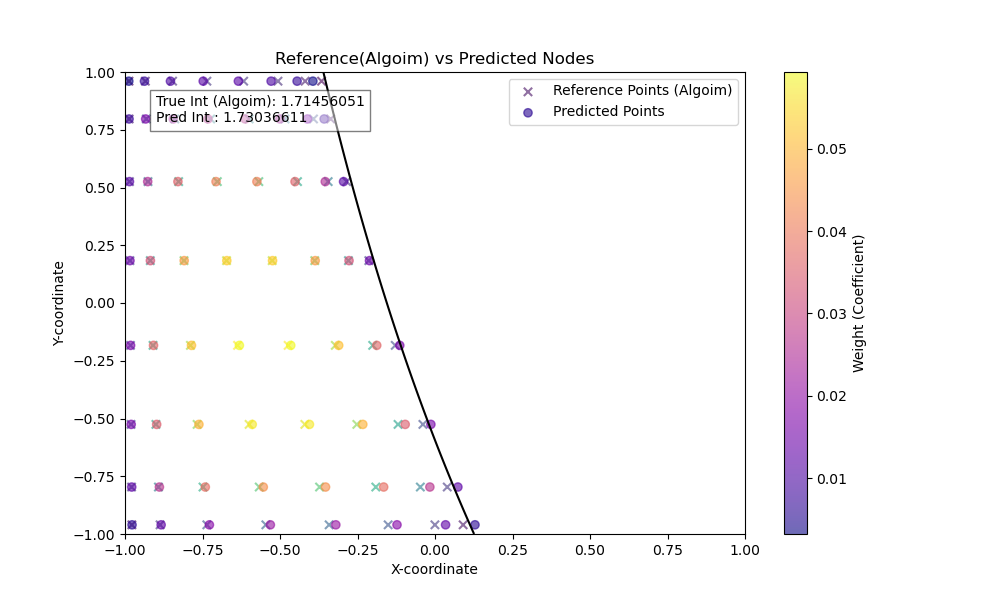 Reference(Algoim) vs Predicted Nodes
True Int (Algoim): 1.71456051
Pred Int : 1.73036611
Reference Points (Algoim)
Predicted Points
1.00
0.75
0.50
0.25
0.00
−0.25
−0.50
−0.75
−1.00
Y-coordinate
−1.00 −0.75 −0.50 −0.25 0.00 0.25 0.50 0.75 1.00
X-coordinate
0.05
0.04
0.03
0.02
0.01
Weight (Coefficient)